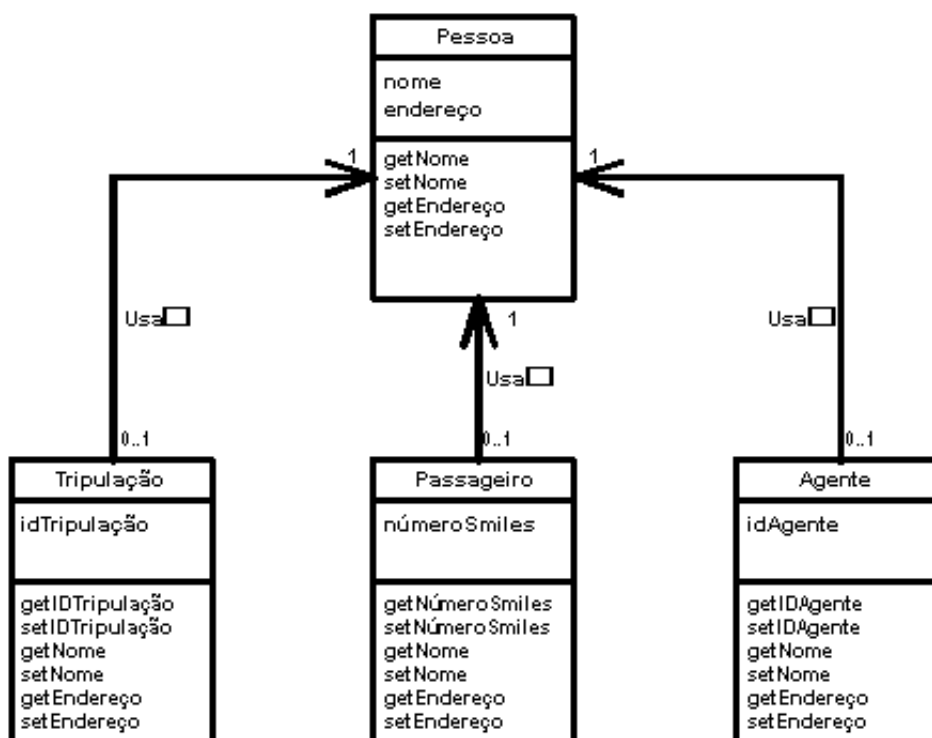 Pessoa
nome
endereço
getNome
setNome
getEndereço
setEndereço
1
1
1
Usa
Usa
Usa
0..1
0..1
0..1
Tripulação
idTripulação
getIDTripulação
setIDTripulação
getNome
setNome
getEndereço
setEndereço
Passageiro
númeroSmiles
getNúmeroSmiles
setNúmeroSmiles
getNome
setNome
getEndereço
setEndereço
Agente
idAgente
getIDAgente
setIDAgente
getNome
setNome
getEndereço
setEndereço